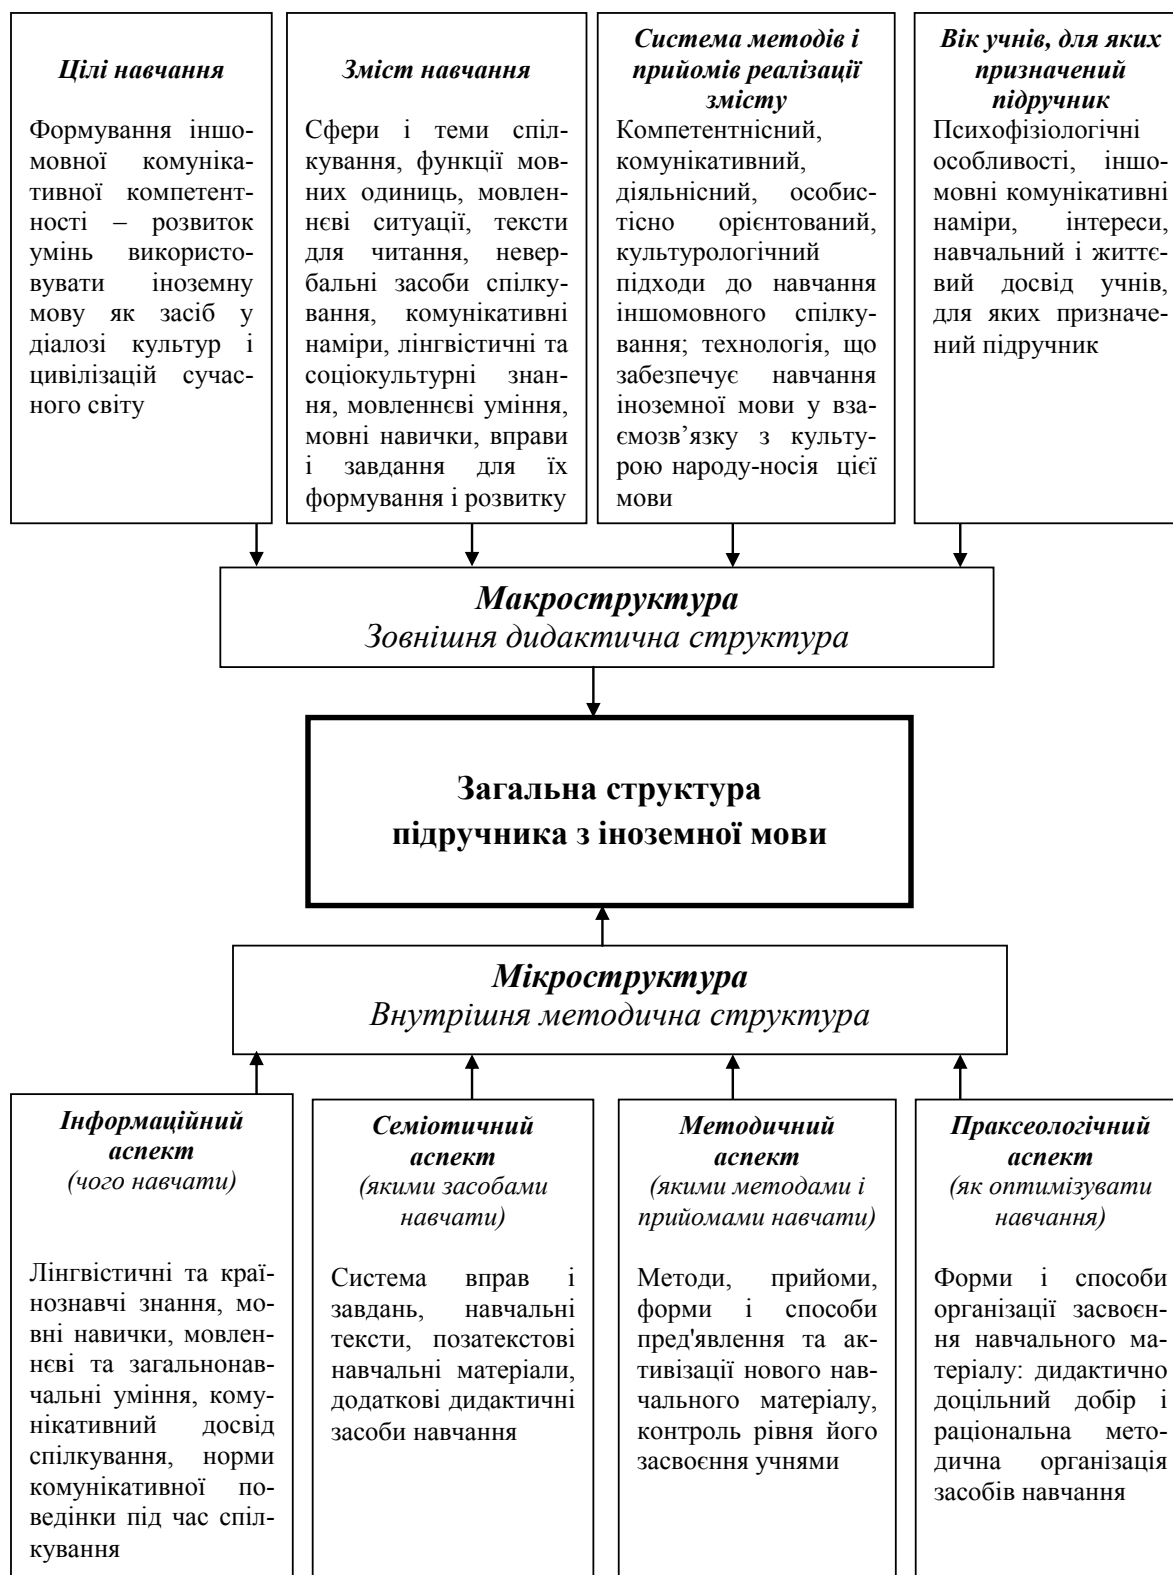 Цілі навчання
Формування іншо-
мовної комуніка-
тивної компетент-
ності – розвиток
умінь використо-
вувати іноземну
мову як засіб у
діалозі культур і
цивілізацій сучас-
ного світу
Зміст навчання
Сфери і теми спіл-
кування, функції мов-
них одиниць, мовлен-
нєві ситуації, тексти
для читання, невер-
бальні засоби спілку-
вання, комунікативні
наміри, лінгвістичні та
соціокультурні знан-
ня, мовленнєві уміння,
мовні навички, вправи
і завдання для їх
формування і розвитку
Система методів і
прийомів реалізації
змісту
Компетентнісний,
комунікативний,
діяльнісний, особис-
тісно орієнтований,
культурологічний
підходи до навчання
іншомовного спілку-
вання; технологія, що
забезпечує навчання
іноземної мови у вза-
ємозв’язку з культу-
рою народу-носія цієї
мови
Вік учнів, для яких
призначений
підручник
Психофізіологічні
особливості, іншо-
мовні комунікативні
наміри, інтереси,
навчальний і життє-
вий досвід учнів,
для яких призначе-
ний підручник
Макроструктура
Зовнішня дидактична структура
Загальна структура
підручника з іноземної мови
Мікроструктура
Внутрішня методична структура
Інформаційний
аспект
(чого навчати)
Лінгвістичні та краї-
нознавчі знання, мо-
вні навички, мовлен-
нєві та загальнонав-
чальні уміння, кому-
нікативний досвід
спілкування, норми
комунікативної по-
ведінки під час спіл-
кування
Семіотичний
аспект
(якими засобами
навчати)
Система вправ і
завдань, навчальні
тексти, позатекстові
навчальні матеріали,
додаткові дидактичні
засоби навчання
Методичний
аспект
(якими методами і
прийомами навчати)
Методи, прийоми,
форми і способи
пред'явлення та ак-
тивізації нового нав-
чального матеріалу,
контроль рівня його
засвоєння учнями
Праксеологічний
аспект
(як оптимізувати
навчання)
Форми і способи
організації засвоєн-
ня навчального ма-
теріалу: дидактично
доцільний добір і
раціональна мето-
дична організація
засобів навчання